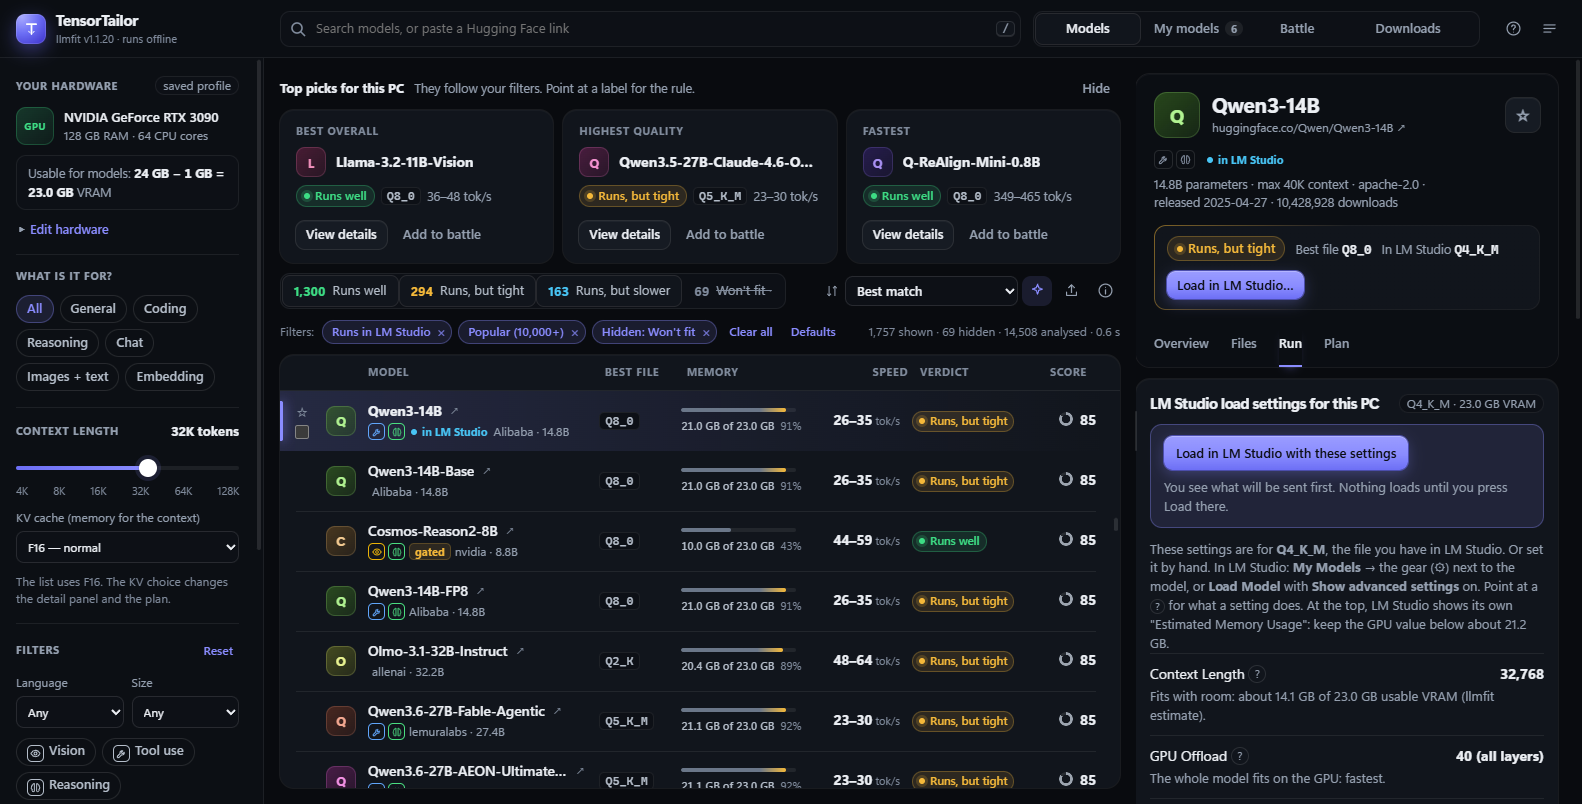 TensorTailor
llmfit v1.1.20 · runs offline
Search models, or paste a Hugging Face link
/
Models
My models 6
Battle
Downloads
YOUR HARDWARE
saved profile
GPU
NVIDIA GeForce RTX 3090
128 GB RAM · 64 CPU cores
Usable for models: 24 GB − 1 GB =
23.0 GB VRAM
▸ Edit hardware
WHAT IS IT FOR?
All
General
Coding
Reasoning
Chat
Images + text
Embedding
CONTEXT LENGTH
32K tokens
4K 8K 16K 32K 64K 128K
KV cache (memory for the context)
F16 — normal
The list uses F16. The KV choice changes
the detail panel and the plan.
FILTERS
Reset
Language
Size
Any
Any
Vision
Tool use
Reasoning
Top picks for this PC
They follow your filters. Point at a label for the rule.
Hide
BEST OVERALL
L
Llama-3.2-11B-Vision
Runs well
Q8_0
36–48 tok/s
View details
Add to battle
HIGHEST QUALITY
Q
Qwen3.5-27B-Claude-4.6-O...
Runs, but tight
Q5_K_M
23–30 tok/s
View details
Add to battle
FASTEST
Q
Q-ReAlign-Mini-0.8B
Runs well
Q8_0
349–465 tok/s
View details
Add to battle
1,300 Runs well
294 Runs, but tight
163 Runs, but slower
69 Won't fit
Best match
Filters:
Runs in LM Studio ×
Popular (10,000+) ×
Hidden: Won't fit ×
Clear all
Defaults
1,757 shown · 69 hidden · 14,508 analysed · 0.6 s
MODEL
BEST FILE
MEMORY
SPEED
VERDICT
SCORE
Q
Qwen3-14B ↗
in LM Studio Alibaba · 14.8B
Q8_0
21.0 GB of 23.0 GB 91%
26–35 tok/s
Runs, but tight
85
Q
Qwen3-14B-Base ↗
Alibaba · 14.8B
Q8_0
21.0 GB of 23.0 GB 91%
26–35 tok/s
Runs, but tight
85
C
Cosmos-Reason2-8B ↗
gated nvidia · 8.8B
Q8_0
10.0 GB of 23.0 GB 43%
44–59 tok/s
Runs well
85
Q
Qwen3-14B-FP8 ↗
Alibaba · 14.8B
Q8_0
21.0 GB of 23.0 GB 91%
26–35 tok/s
Runs, but tight
85
O
Olmo-3.1-32B-Instruct ↗
allenai · 32.2B
Q2_K
20.4 GB of 23.0 GB 89%
48–64 tok/s
Runs, but tight
85
Q
Qwen3.6-27B-Fable-Agentic ↗
lemuralabs · 27.4B
Q5_K_M
21.1 GB of 23.0 GB 92%
23–30 tok/s
Runs, but tight
85
Q
Qwen3.6-27B-AEON-Ultimate... ↗
Q5_K_M
21.1 GB of 23.0 GB 92%
23–30 tok/s
Runs, but tight
85
Q
Qwen3-14B
huggingface.co/Qwen/Qwen3-14B ↗
in LM Studio
14.8B parameters · max 40K context · apache-2.0 ·
released 2025-04-27 · 10,428,928 downloads
Runs, but tight
Best file Q8_0
In LM Studio Q4_K_M
Load in LM Studio...
Overview
Files
Run
Plan
LM Studio load settings for this PC
Q4_K_M · 23.0 GB VRAM
Load in LM Studio with these settings
You see what will be sent first. Nothing loads until you press
Load there.
These settings are for Q4_K_M, the file you have in LM Studio. Or set
it by hand. In LM Studio: My Models → the gear (⚙) next to the
model, or Load Model with Show advanced settings on. Point at a
? for what a setting does. At the top, LM Studio shows its own
"Estimated Memory Usage": keep the GPU value below about 21.2
GB.
Context Length ?
32,768
Fits with room: about 14.1 GB of 23.0 GB usable VRAM (llmfit
estimate).
GPU Offload ?
40 (all layers)
The whole model fits on the GPU: fastest.